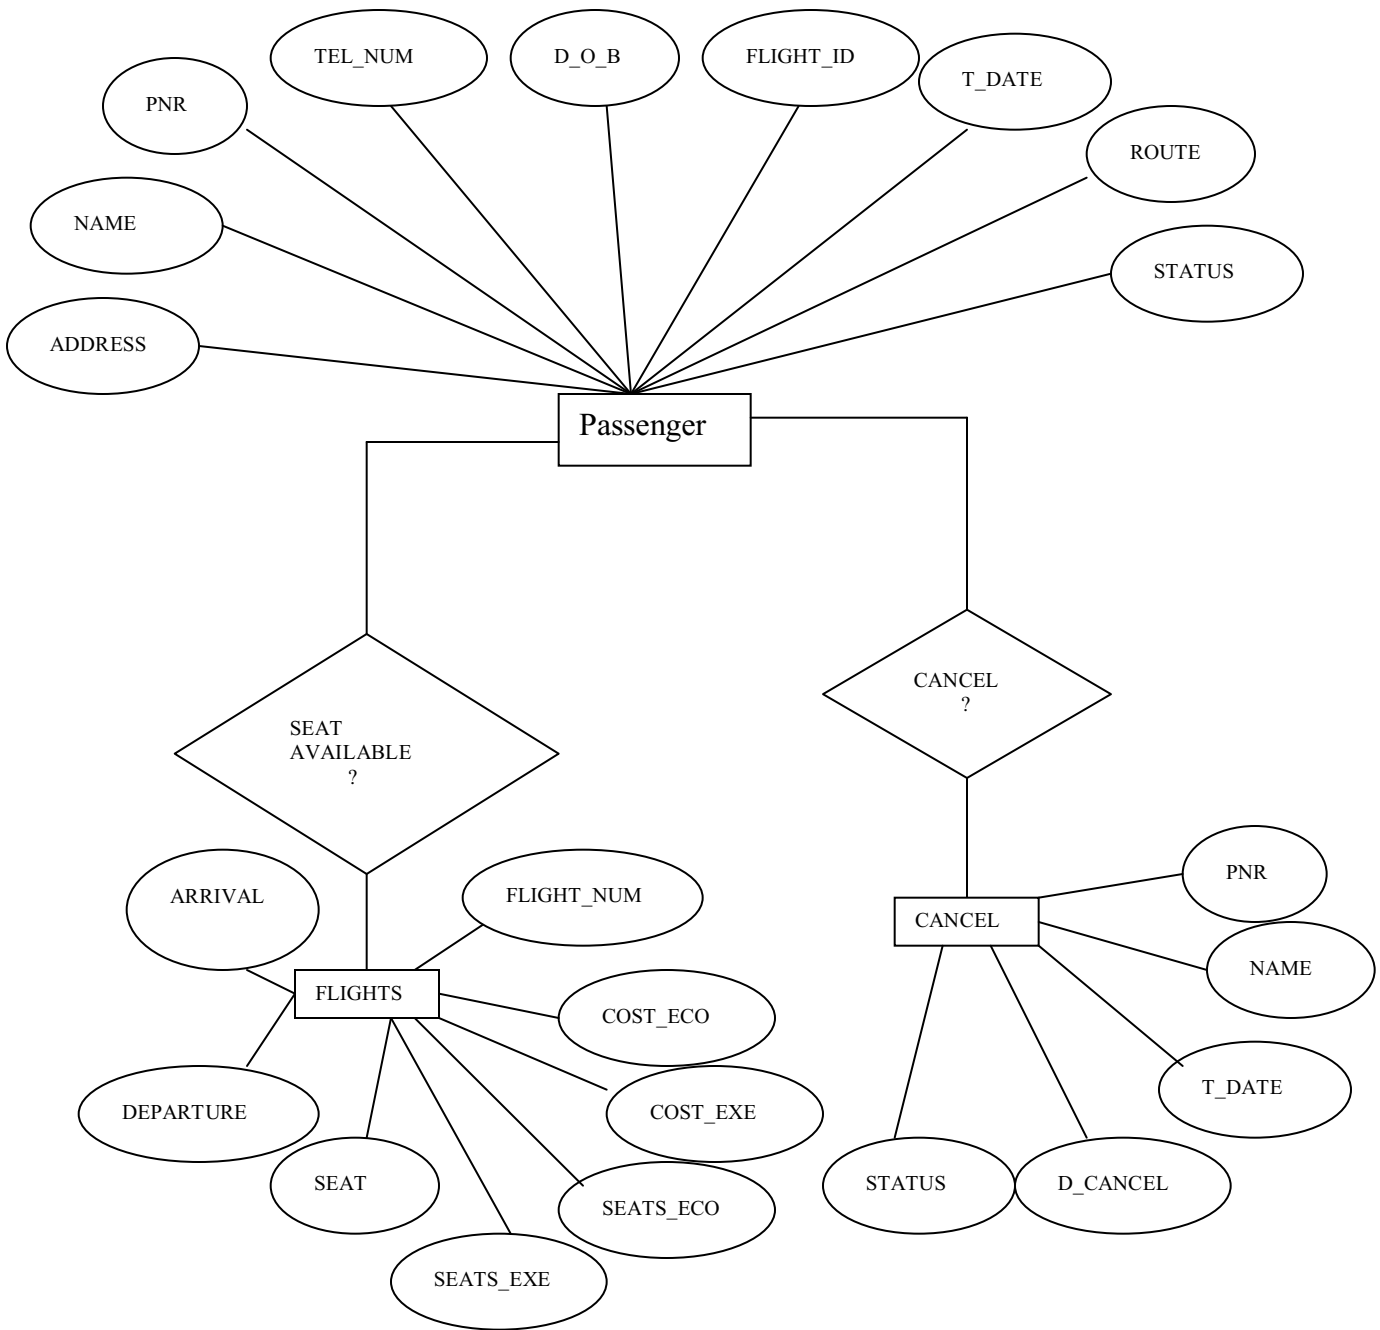 TEL_NUM
D_O_B
FLIGHT_ID
T_DATE
PNR
ROUTE
NAME
STATUS
ADDRESS
Passenger
CANCEL
?
SEAT
AVAILABLE
?
ARRIVAL
FLIGHT_NUM
PNR
CANCEL
NAME
FLIGHTS
COST_ECO
T_DATE
DEPARTURE
COST_EXE
SEAT
STATUS
D_CANCEL
SEATS_ECO
SEATS_EXE